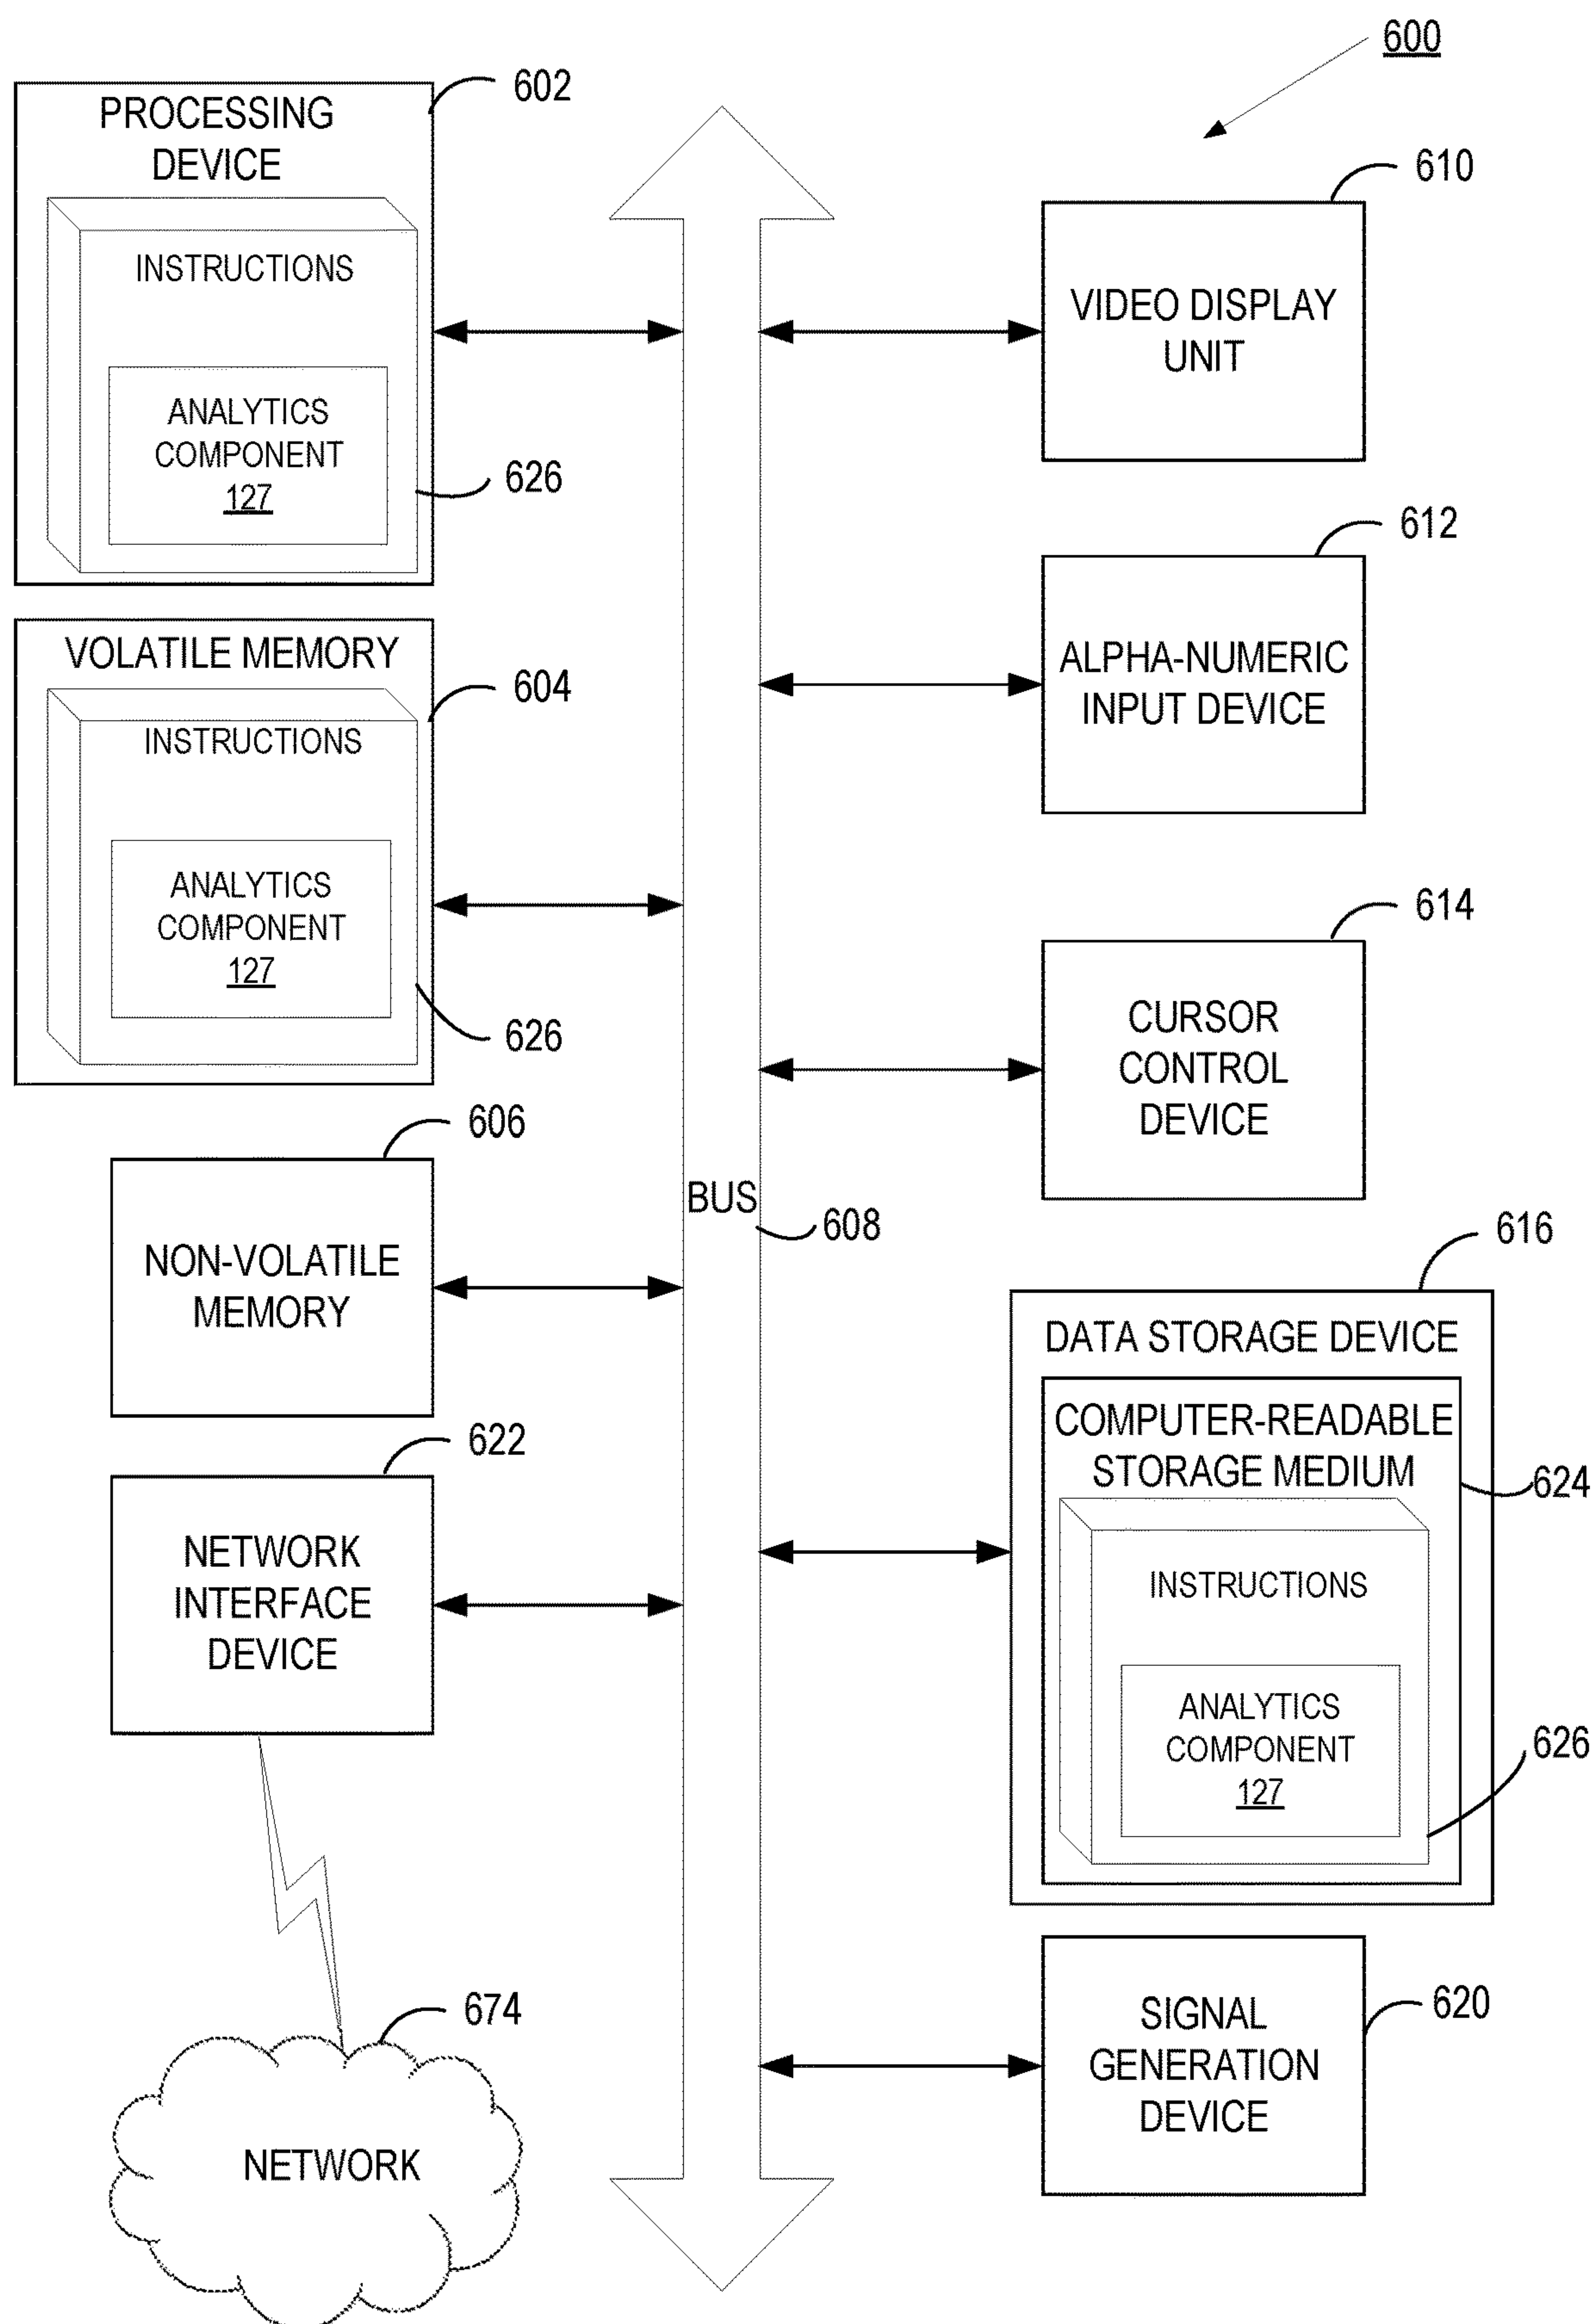 600
602
PROCESSING
DEVICE
INSTRUCTIONS
ANALYTICS
COMPONENT
127
626
VOLATILE MEMORY
604
INSTRUCTIONS
ANALYTICS
COMPONENT
127
626
606
NON-VOLATILE
MEMORY
622
NETWORK
INTERFACE
DEVICE
674
NETWORK
BUS
608
610
VIDEO DISPLAY
UNIT
612
ALPHA-NUMERIC
INPUT DEVICE
614
CURSOR
CONTROL
DEVICE
616
DATA STORAGE DEVICE
COMPUTER-READABLE
STORAGE MEDIUM
624
INSTRUCTIONS
ANALYTICS
COMPONENT
127
626
SIGNAL
GENERATION
DEVICE
620